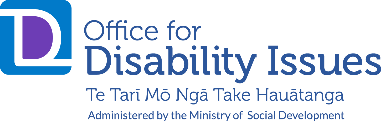 Office for
Disability Issues
Te Tari Mō Ngā Take Hauātanga
Administered by the Ministry of Social Development